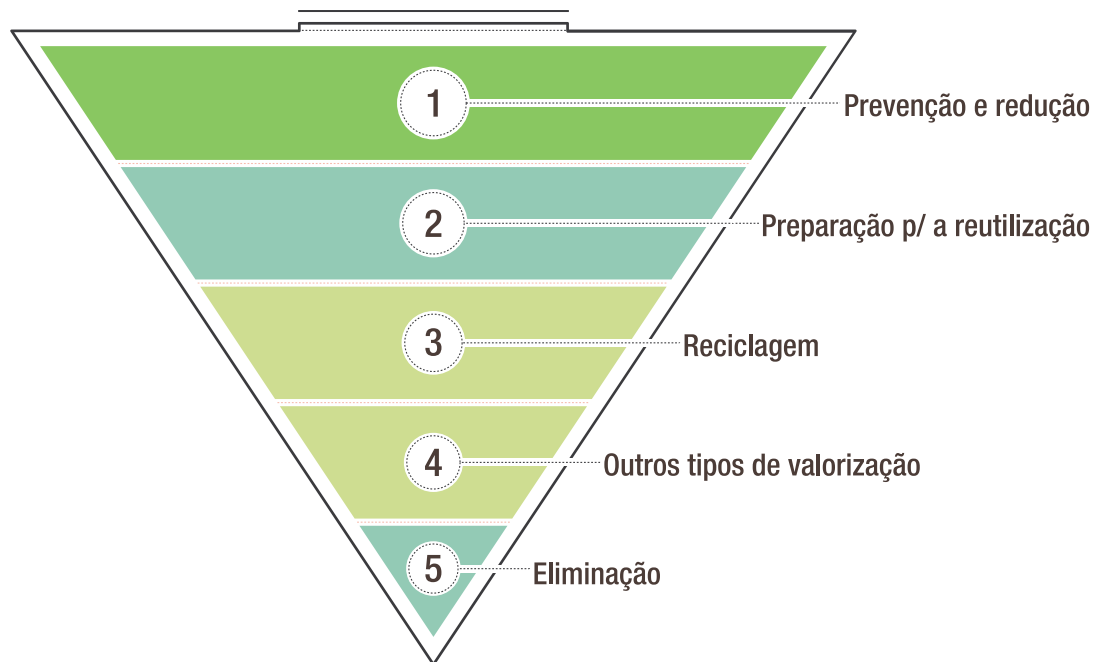 1
Prevenção e redução
2
Preparação p/ a reutilização
3
Reciclagem
4
Outros tipos de valorização
5
Eliminação